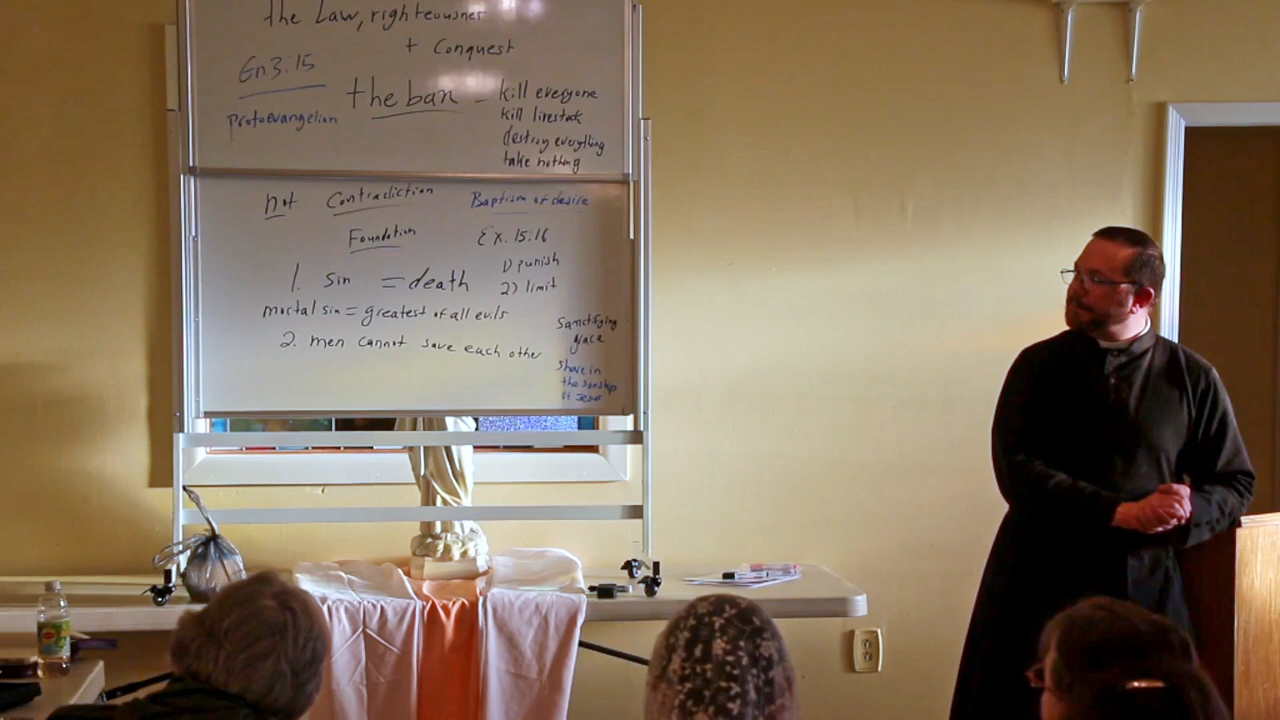 the Law, righteousness
+ Conquest
Gn. 3:15
protoevangelion
the ban - kill everyone
kill livestock
destroy everything
take nothing
not Contradiction
Baptism of desire
Foundation
Ex. 15:16
1) punish
2) limit
1. sin = death
mortal sin = greatest of all evils
2. men cannot save each other
Sanctifying
grace
share in
the sonship
of Jesus